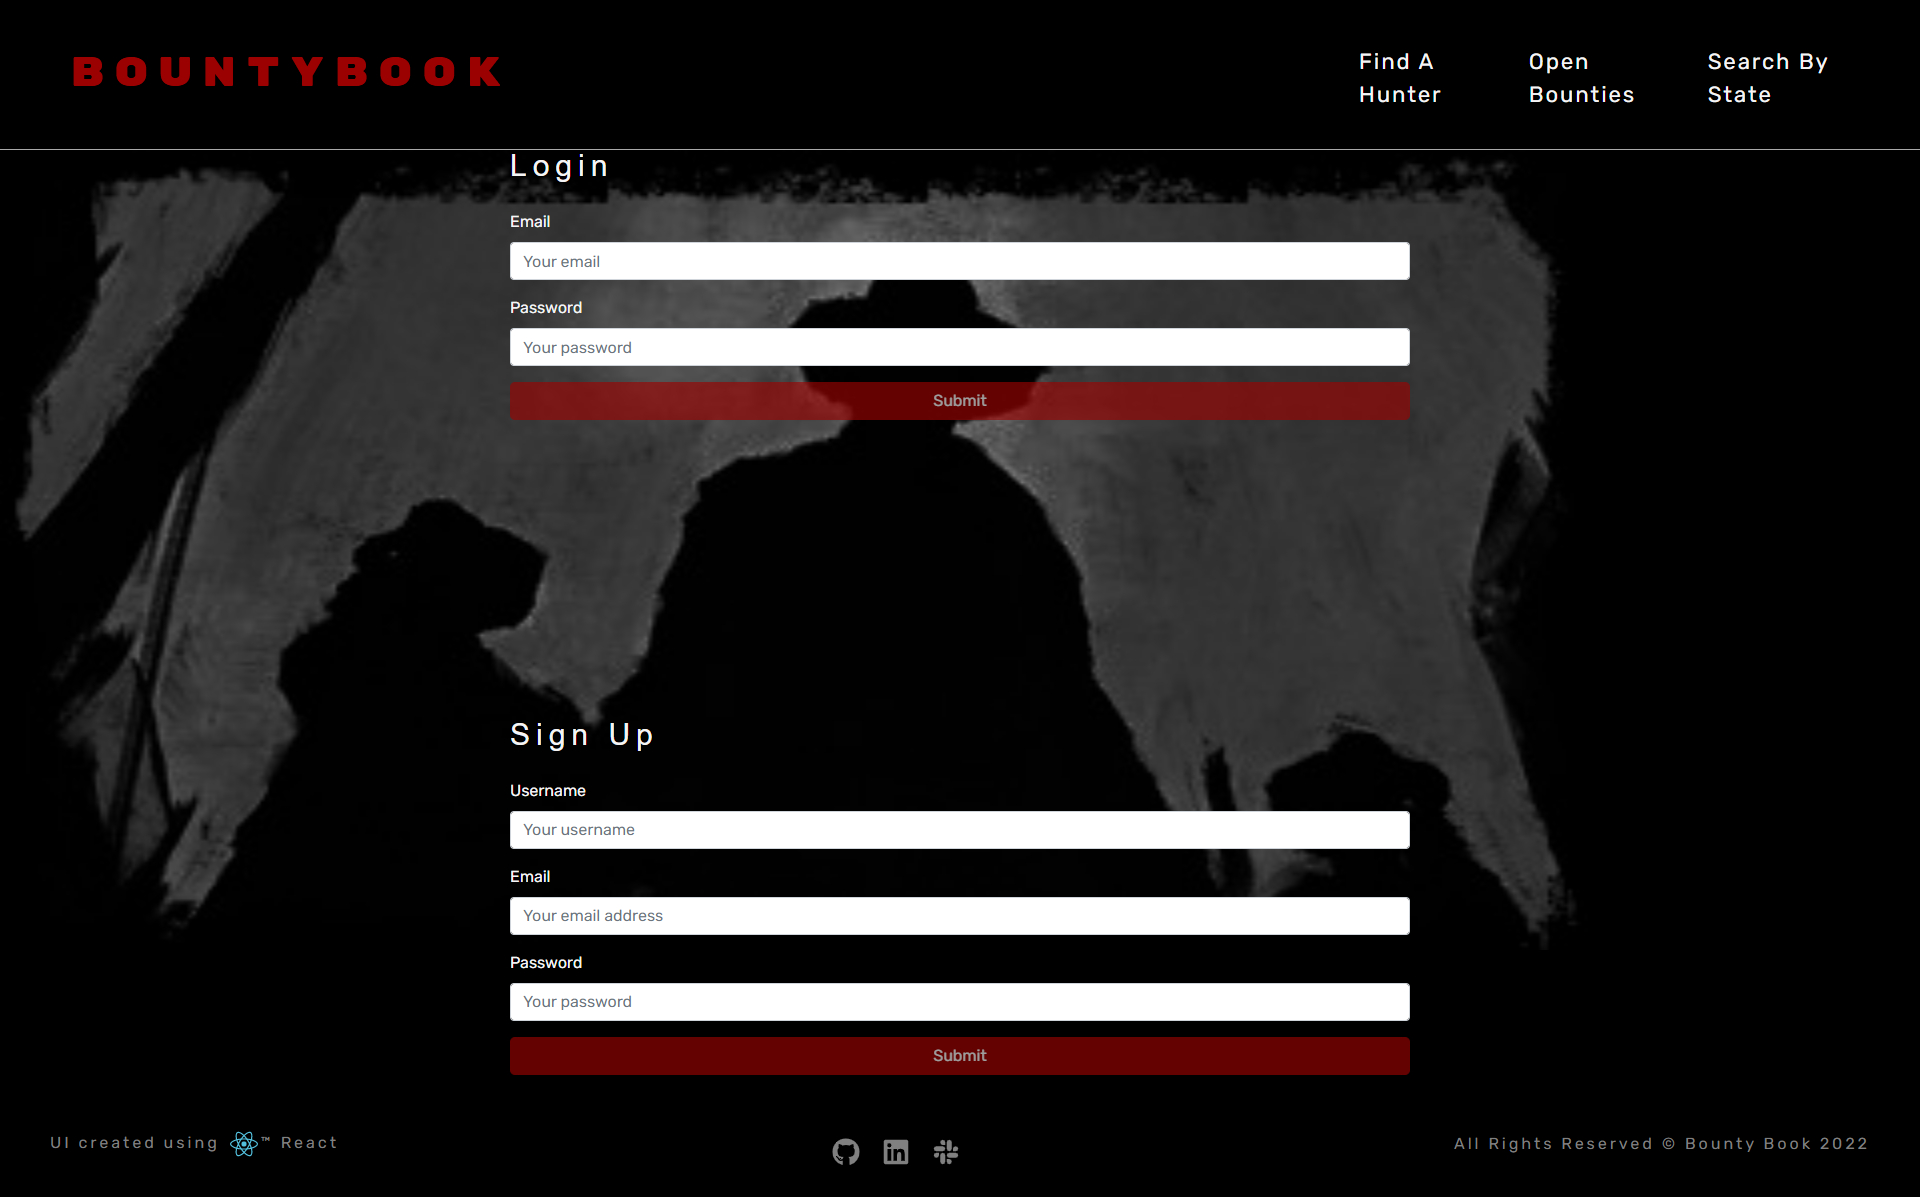 BOUNTYBOOK
Find A
Hunter
Open
Bounties
Search By
State
Login
Email
Your email
Password
Your password
Submit
Sign Up
Username
Your username
Email
Your email address
Password
Your password
Submit
UI created using ™ React
All Rights Reserved © Bounty Book 2022